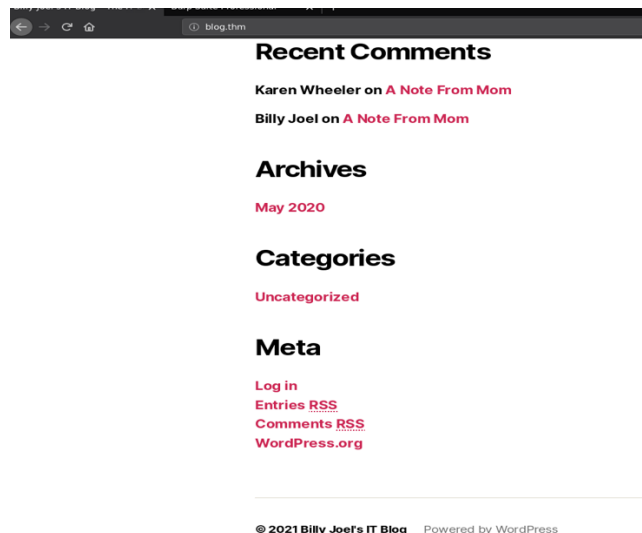 blog.thm
Recent Comments
Karen Wheeler on A Note From Mom
Billy Joel on A Note From Mom
Archives
May 2020
Categories
Uncategorized
Meta
Log in
Entries RSS
Comments RSS
WordPress.org
© 2021 Billy Joel's IT Blog Powered by WordPress